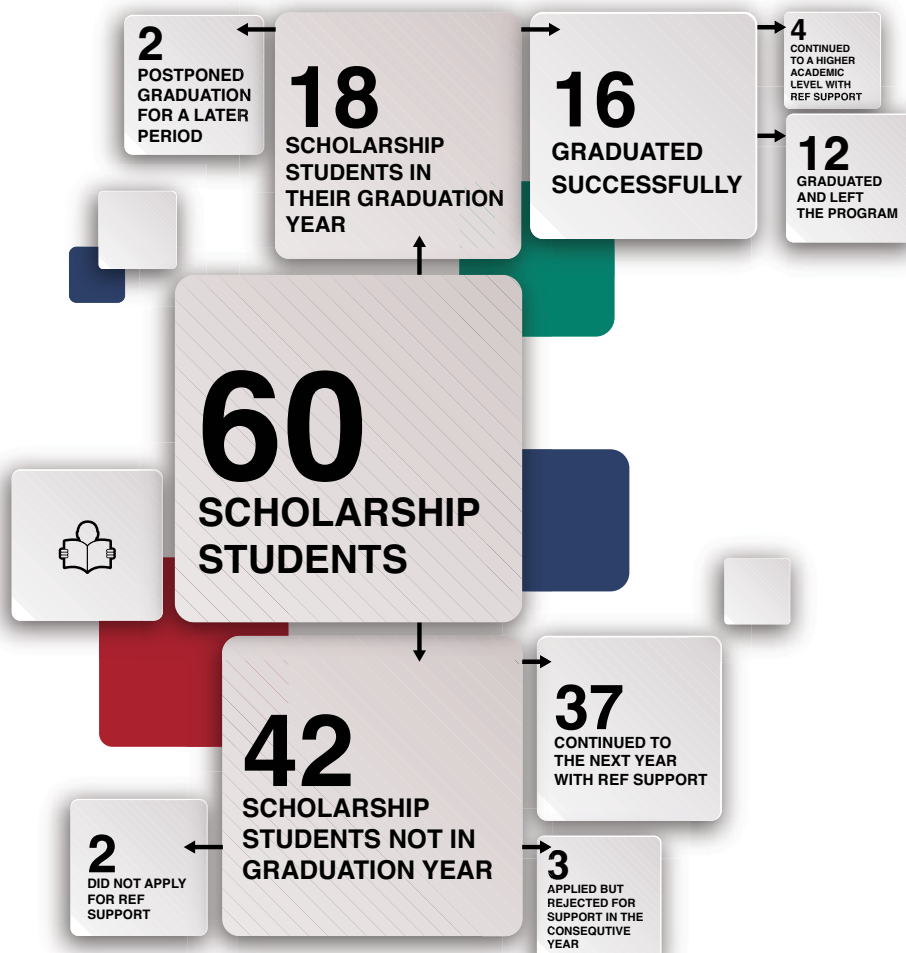 2
POSTPONED
GRADUATION
FOR A LATER
PERIOD
18
SCHOLARSHIP
STUDENTS IN
THEIR GRADUATION
YEAR
16
GRADUATED
SUCCESSFULLY
4
CONTINUED
TO A HIGHER
ACADEMIC
LEVEL WITH
REF SUPPORT
12
GRADUATED
AND LEFT
THE PROGRAM
60
SCHOLARSHIP
STUDENTS
42
SCHOLARSHIP
STUDENTS NOT IN
GRADUATION YEAR
37
CONTINUED TO
THE NEXT YEAR
WITH REF SUPPORT
2
DID NOT APPLY
FOR REF
SUPPORT
3
APPLIED BUT
REJECTED FOR
SUPPORT IN THE
CONSEQUTIVE
YEAR